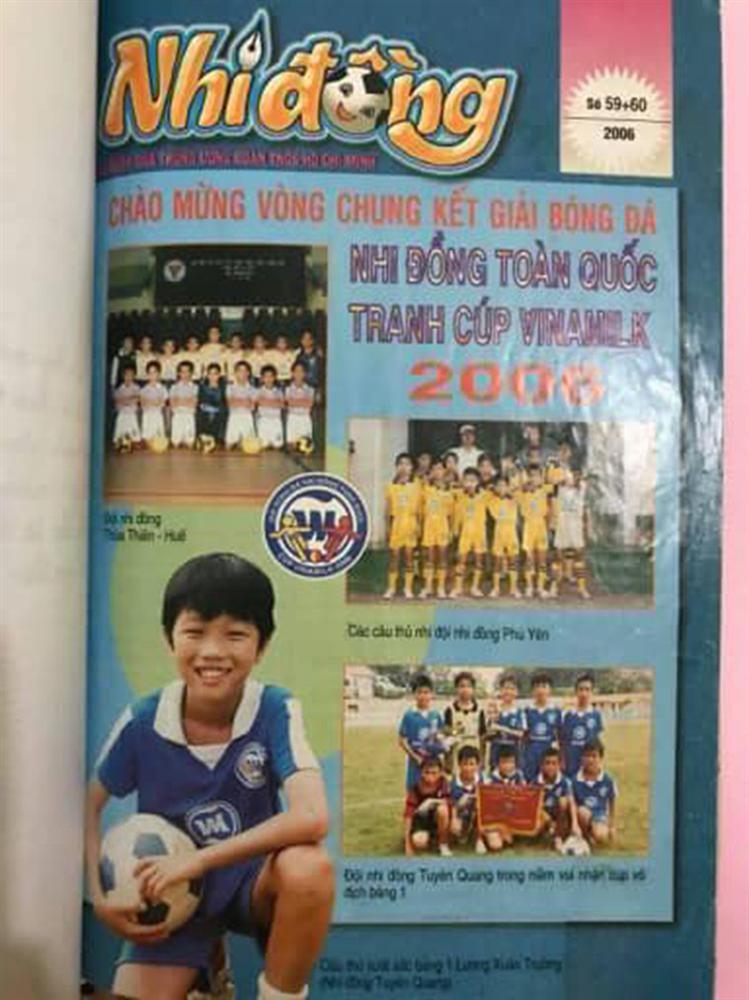 Nhi đồng
Số 59+60
2006
CHÀO MỪNG VÒNG CHUNG KẾT GIẢI BÓNG ĐÁ
NHI ĐỒNG TOÀN QUỐC
TRANH CÚP VINAMILK
2006
Đội nhi đồng
Thừa Thiên - Huế
Các cầu thủ nhí đội nhi đồng Phú Yên
Đội nhi đồng Tuyên Quang trong niềm vui nhận cup vô
địch bảng 1
Cầu thủ xuất sắc bảng 1 Lương Xuân Trường
(Nhi đồng Tuyên Quang)